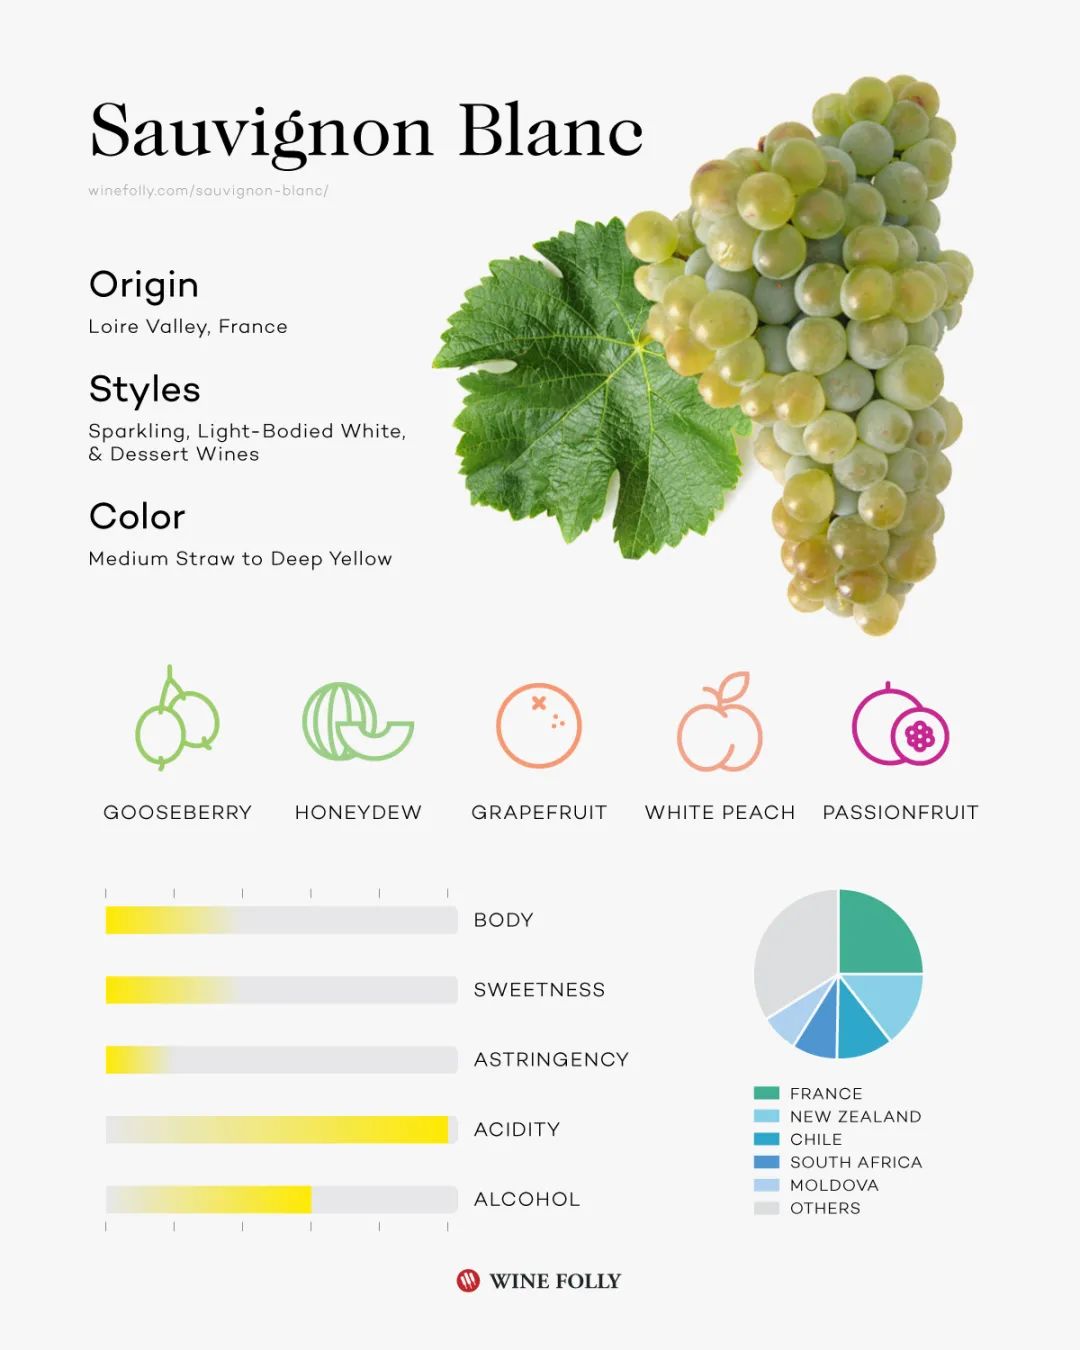 Sauvignon Blanc
winefolly.com/sauvignon-blanc/
Origin
Loire Valley, France
Styles
Sparkling, Light-Bodied White,
& Dessert Wines
Color
Medium Straw to Deep Yellow
GOOSEBERRY
HONEYDEW
GRAPEFRUIT
WHITE PEACH
PASSIONFRUIT
BODY
SWEETNESS
ASTRINGENCY
ACIDITY
ALCOHOL
FRANCE
NEW ZEALAND
CHILE
SOUTH AFRICA
MOLDOVA
OTHERS
WINE FOLLY